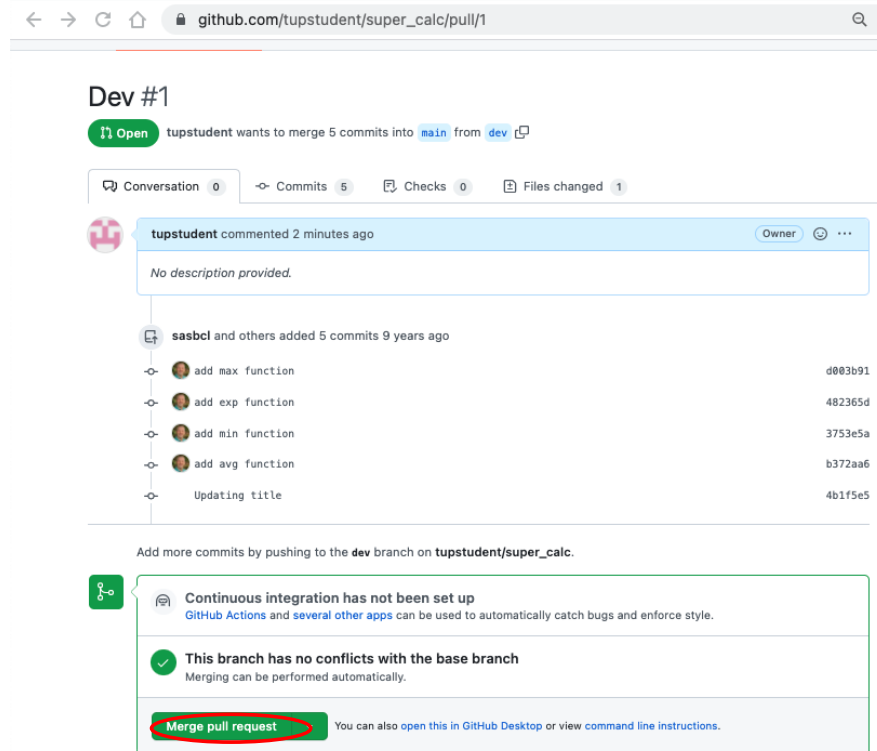 github.com/tupstudent/super_calc/pull/1
Dev #1
Open tupstudent wants to merge 5 commits into main from dev
Conversation 0 Commits 5 Checks 0 Files changed 1
tupstudent commented 2 minutes ago Owner ...
No description provided.
sasbcl and others added 5 commits 9 years ago
add max function d003b91
add exp function 482365d
add min function 3753e5a
add avg function b372aa6
Updating title 4b1f5e5
Add more commits by pushing to the dev branch on tupstudent/super_calc.
Continuous integration has not been set up
GitHub Actions and several other apps can be used to automatically catch bugs and enforce style.
This branch has no conflicts with the base branch
Merging can be performed automatically.
Merge pull request You can also open this in GitHub Desktop or view command line instructions.